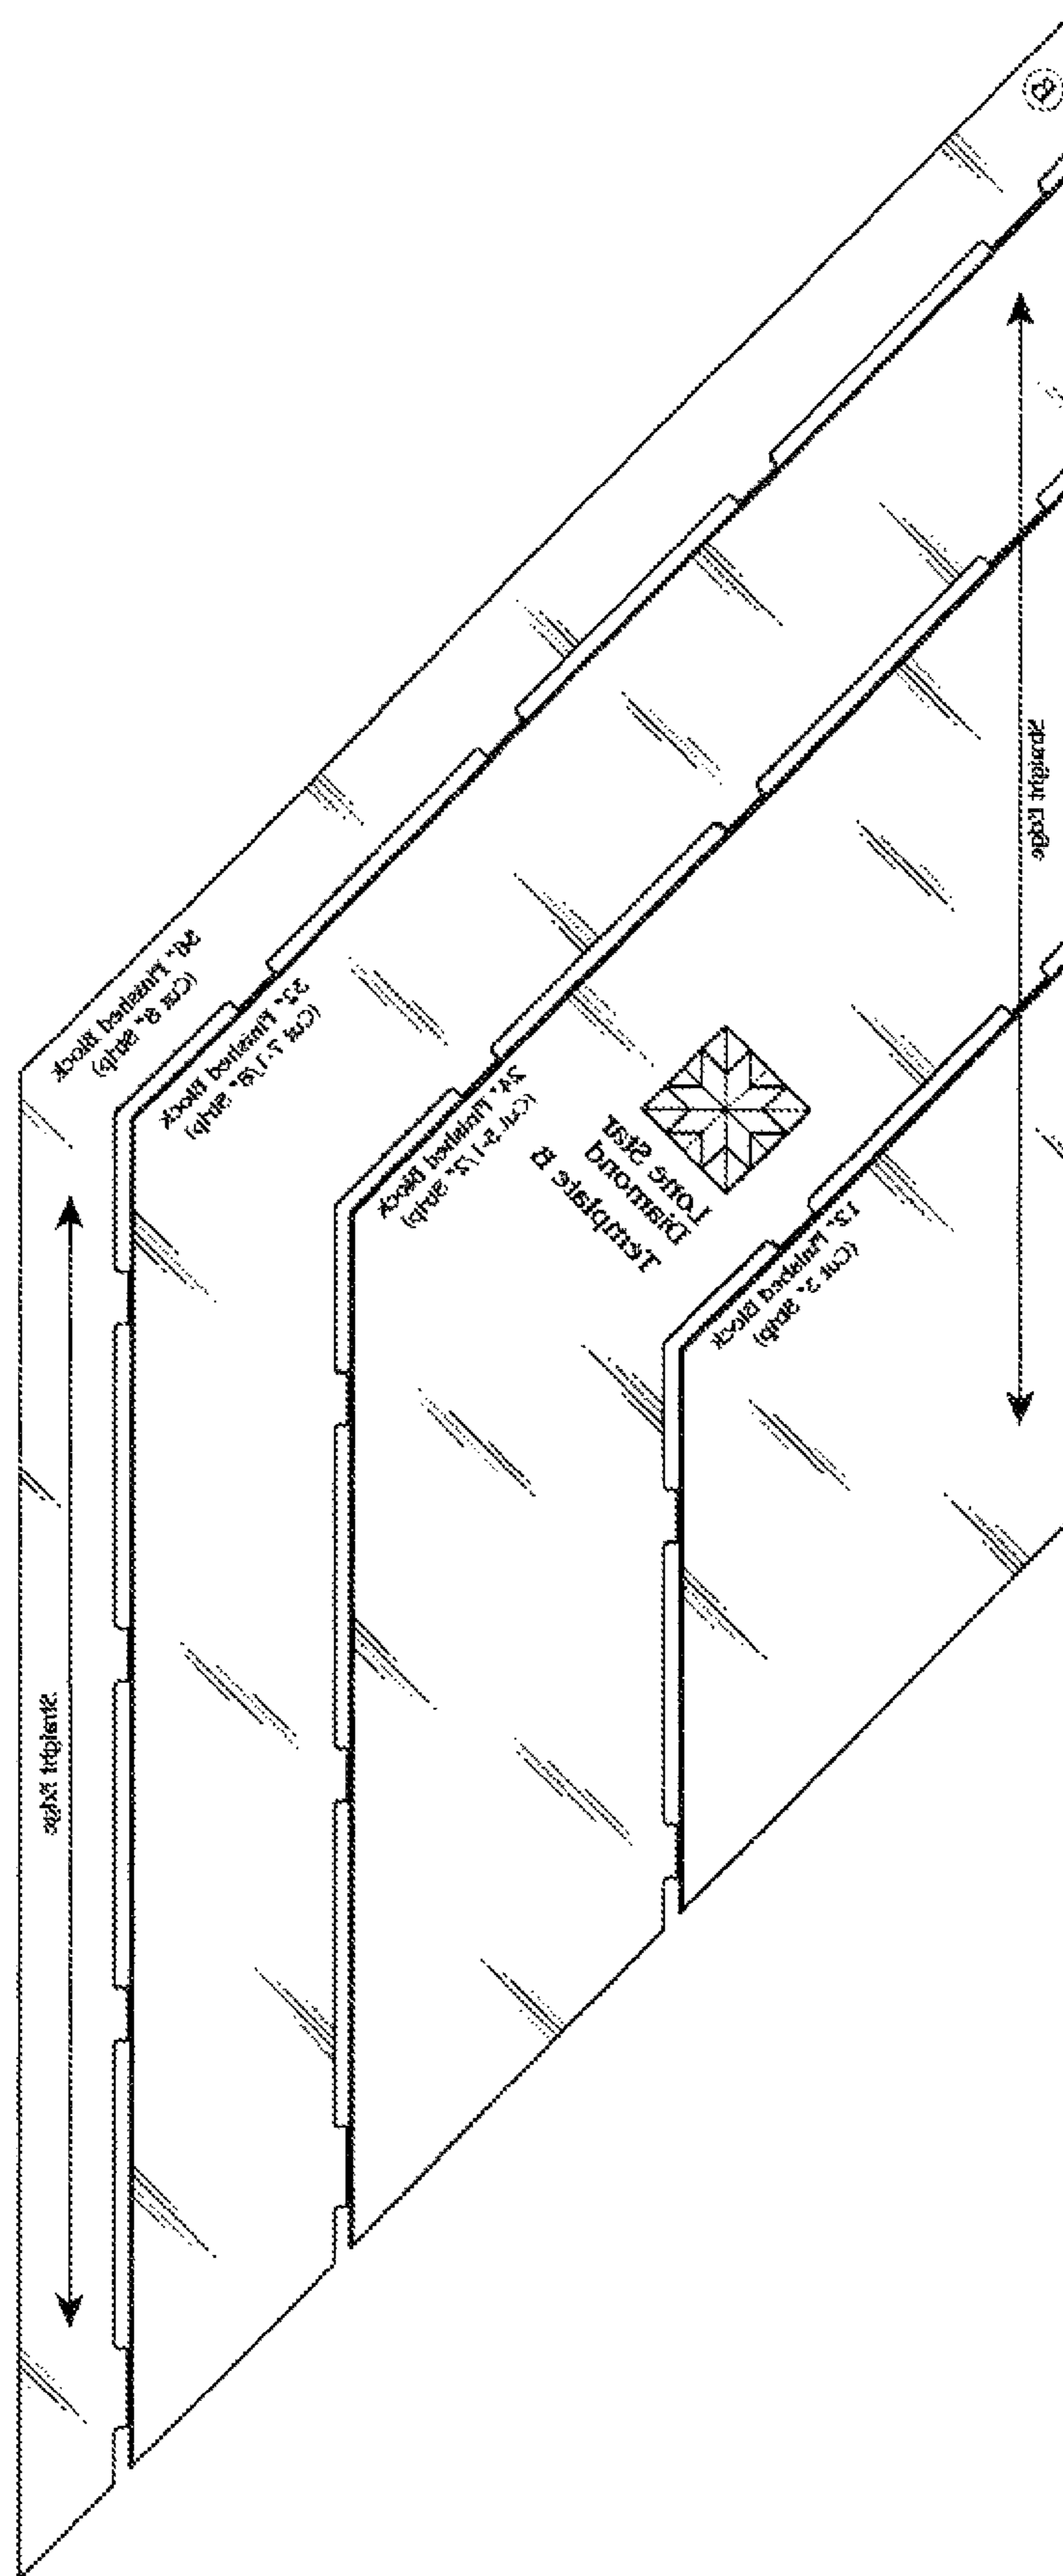 36" Finished Block
(Cut 8" Strip)
33" Finished Block
(Cut 7-1/8" Strip)
24" Finished Block
(Cut 5-1/2" Strip)
Lone Star
Diamond
Template B
12" Finished Block
(Cut 3" Strip)
Straight Edge
Straight Edge